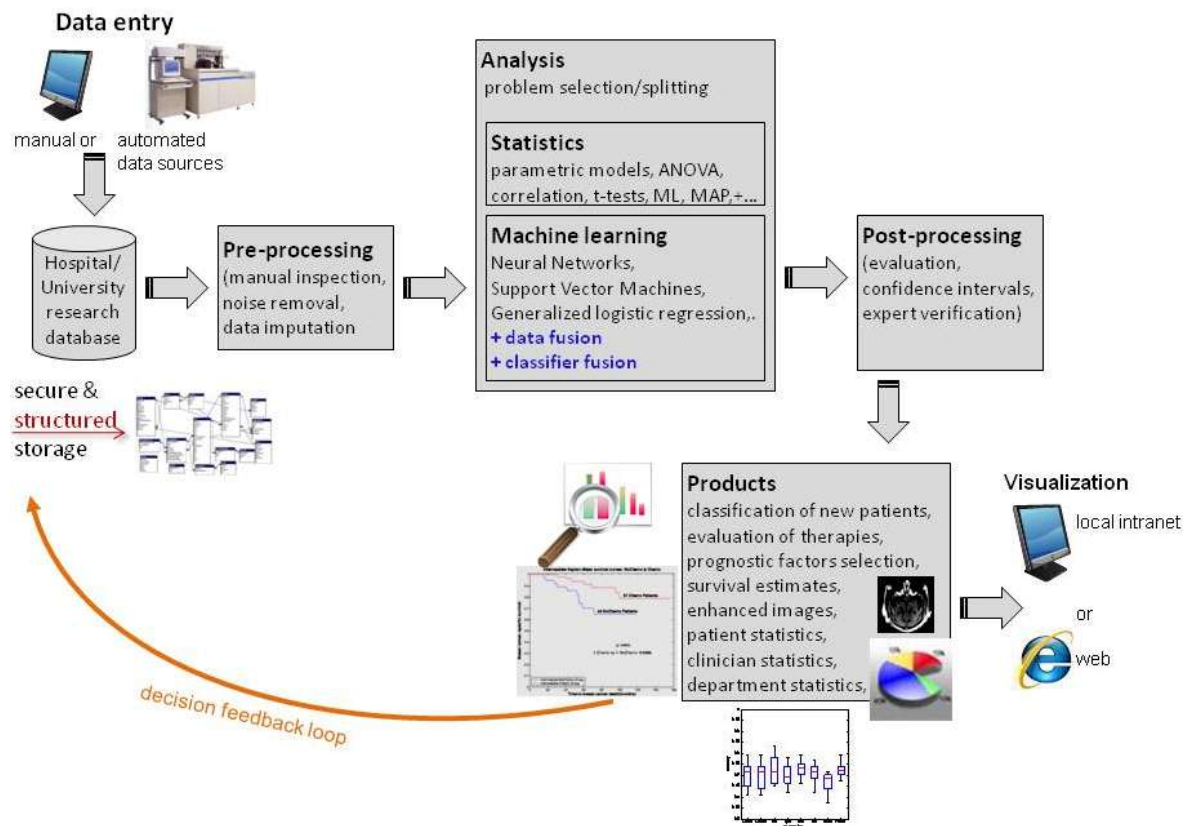 Data entry
manual or
automated
data sources
Hospital/
University
research
database
secure &
structured
storage
Pre-processing
(manual inspection,
noise removal,
data imputation
Analysis
problem selection/splitting
Statistics
parametric models, ANOVA,
correlation, t-tests, ML, MAP,+...
Machine learning
Neural Networks,
Support Vector Machines,
Generalized logistic regression,.
+ data fusion
+ classifier fusion
Post-processing
(evaluation,
confidence intervals,
expert verification)
Products
classification of new patients,
evaluation of therapies,
prognostic factors selection,
survival estimates,
enhanced images,
patient statistics,
clinician statistics,
department statistics,
Visualization
local intranet
or
web
decision feedback loop